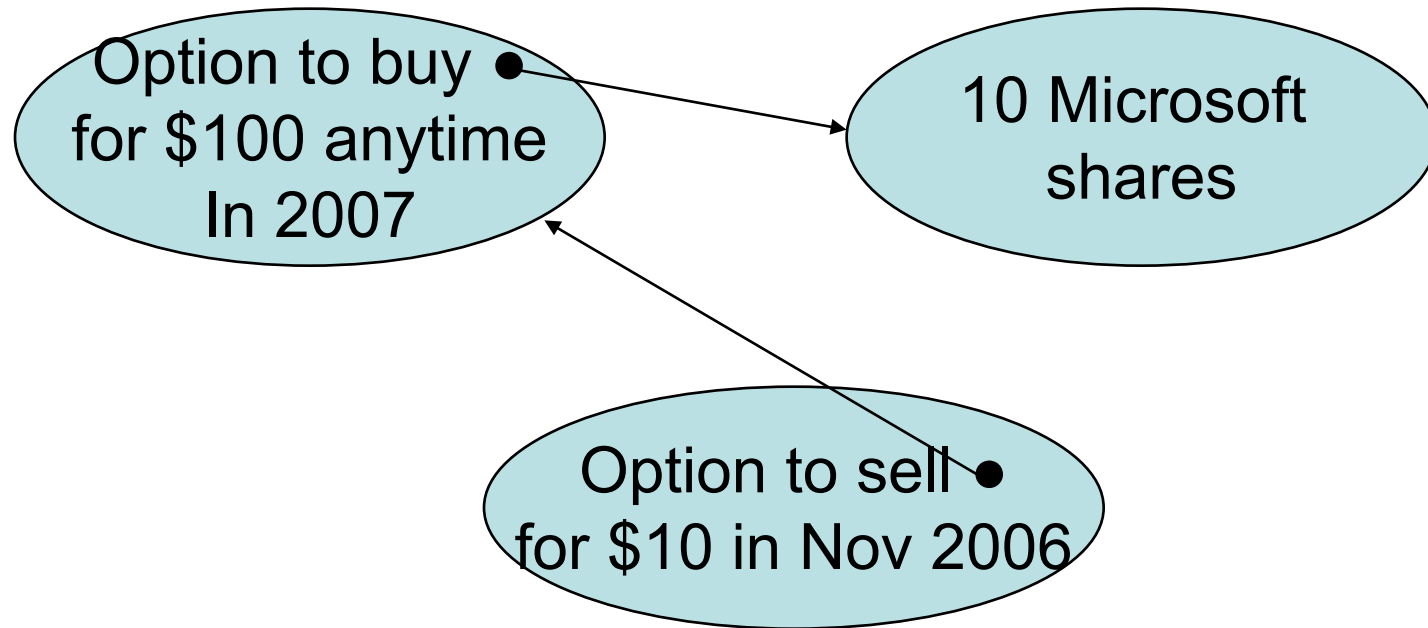 Option to buy
for $100 anytime
In 2007
10 Microsoft
shares
Option to sell
for $10 in Nov 2006